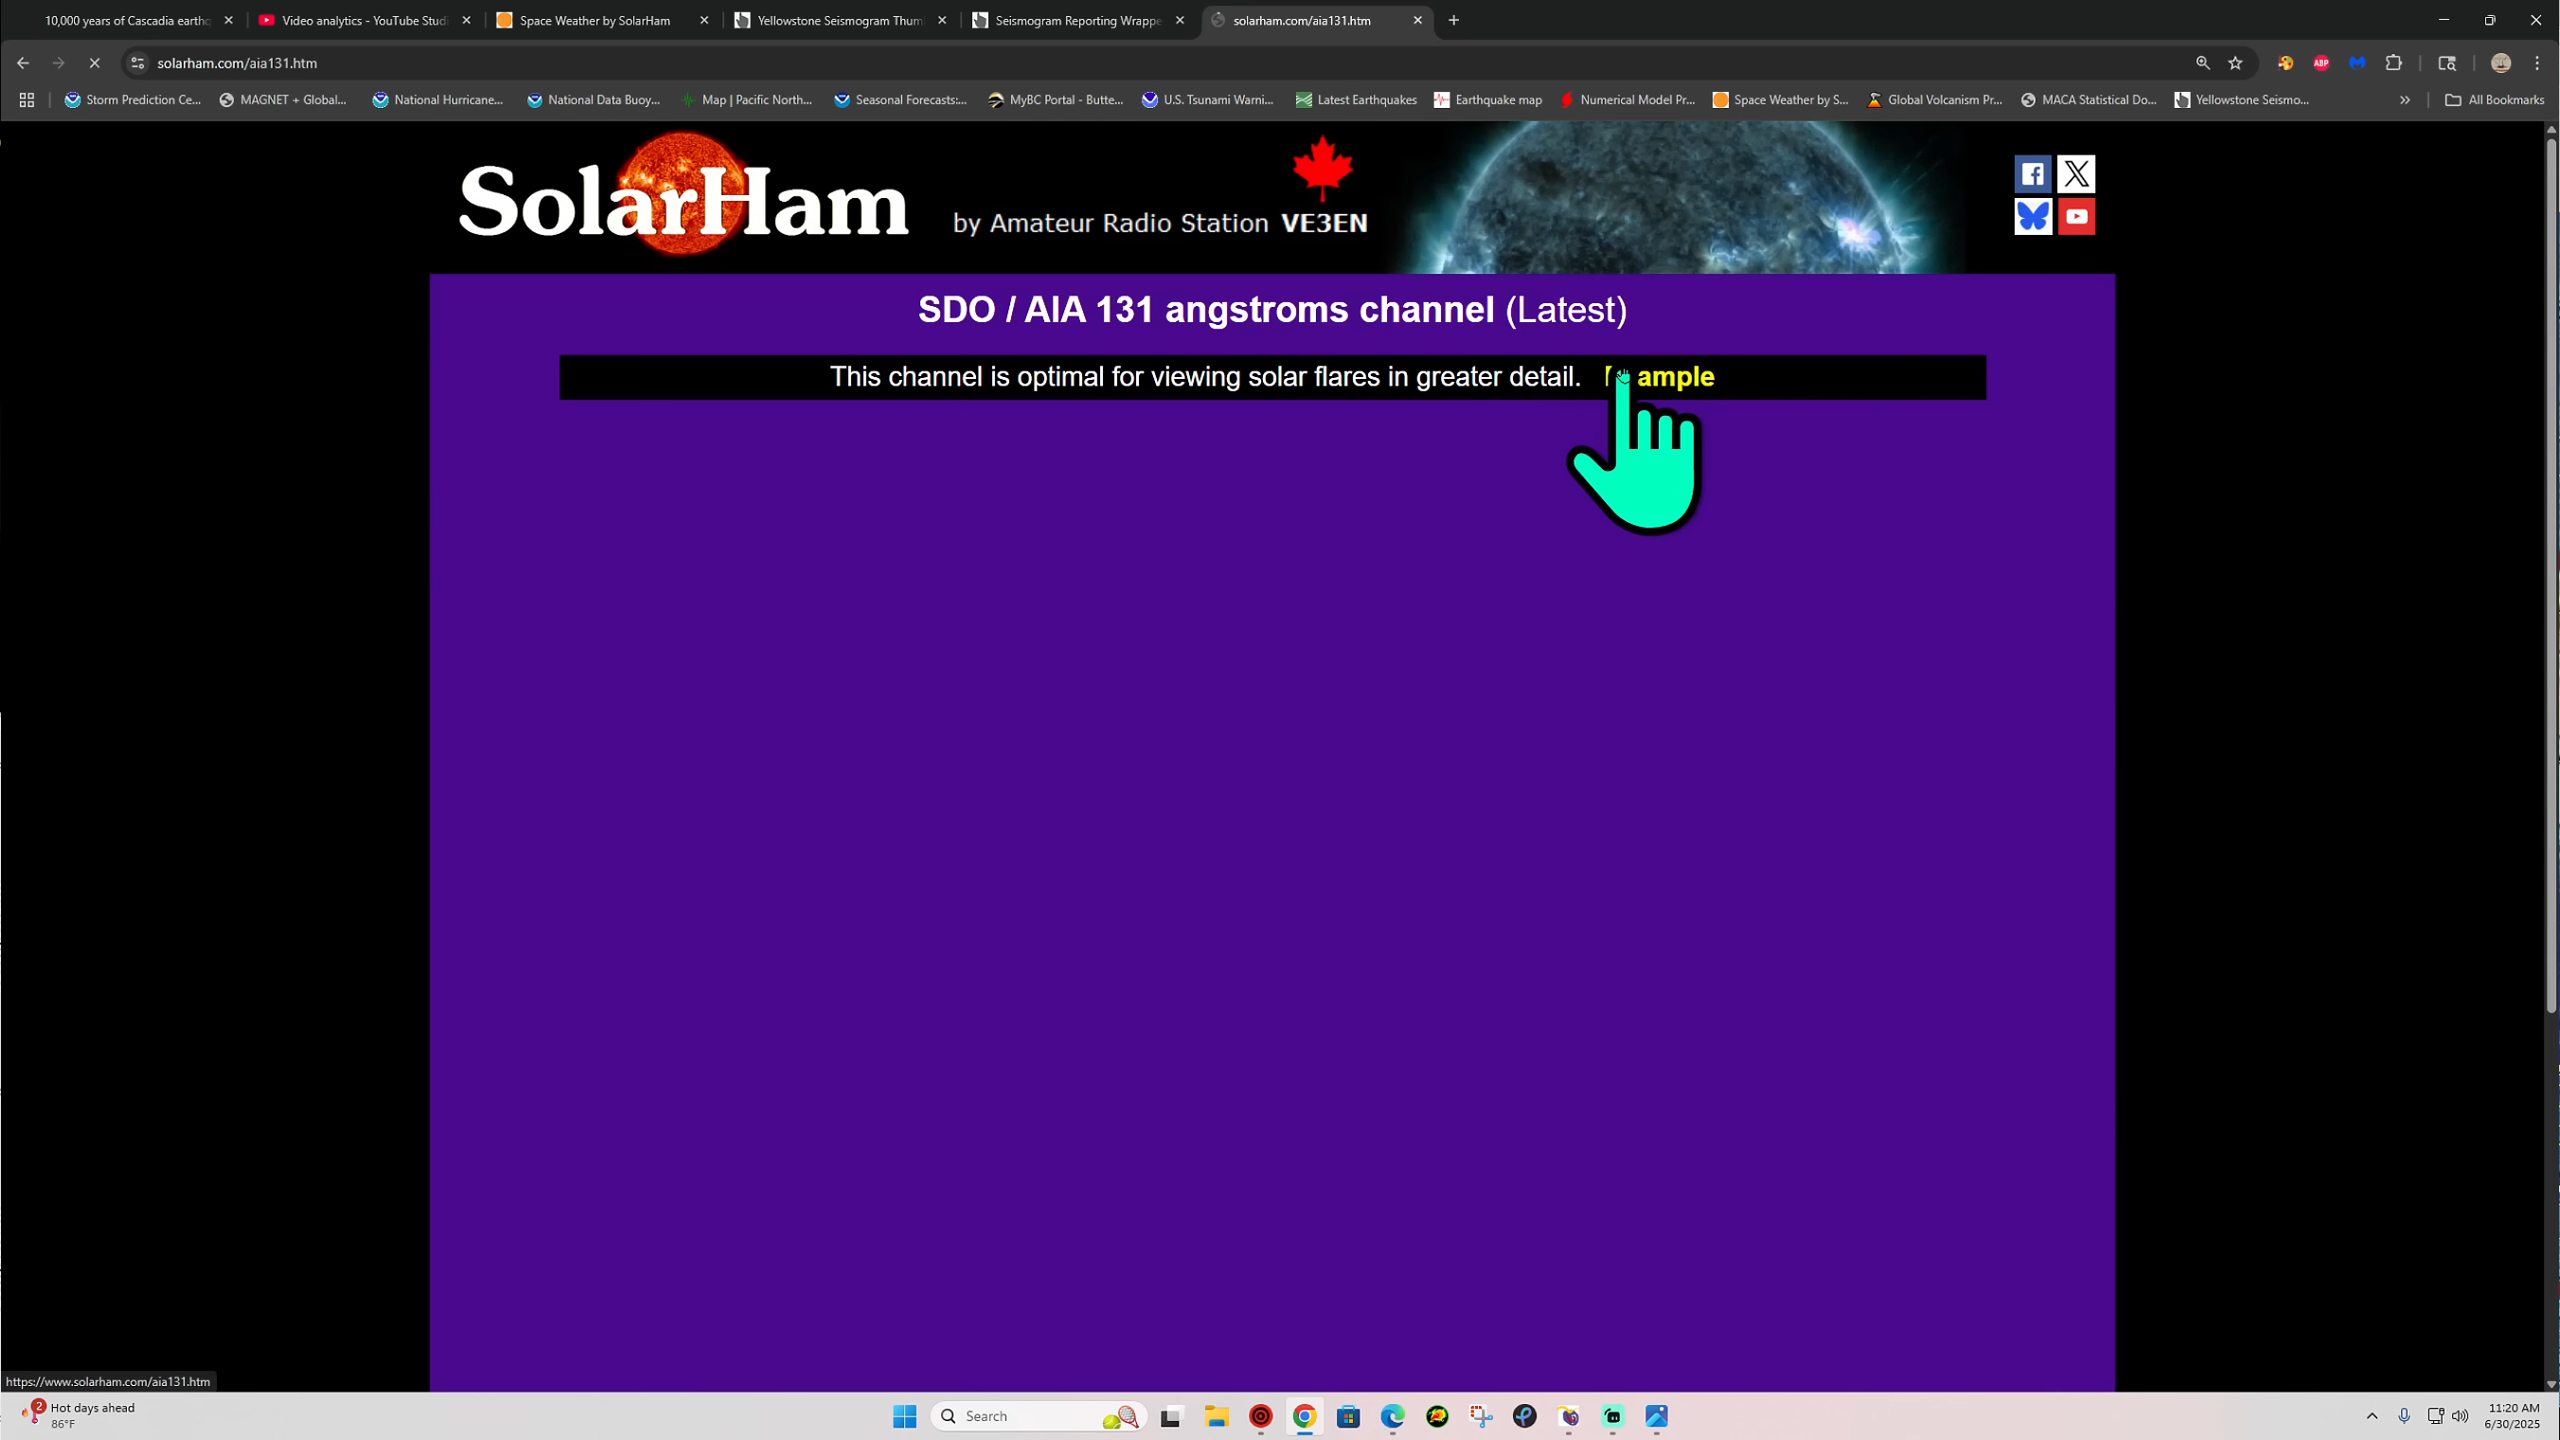 10,000 years of Cascadia earthq
Video analytics - YouTube Studi
Space Weather by SolarHam
Yellowstone Seismogram Thum
Seismogram Reporting Wrappe
solarham.com/aia131.htm
solarham.com/aia131.htm
ABP
Storm Prediction Ce...
MAGNET + Global...
National Hurricane...
National Data Buoy...
Map | Pacific North...
Seasonal Forecasts:...
MyBC Portal - Butte...
U.S. Tsunami Warni...
Latest Earthquakes
Earthquake map
Numerical Model Pr...
Space Weather by S...
Global Volcanism Pr...
MACA Statistical Do...
Yellowstone Seismo...
All Bookmarks
SolarHam
by Amateur Radio Station VE3EN
SDO / AIA 131 angstroms channel (Latest)
This channel is optimal for viewing solar flares in greater detail. ample
https://www.solarham.com/aia131.htm
2
Hot days ahead
86°F
Search
11:20 AM
6/30/2025